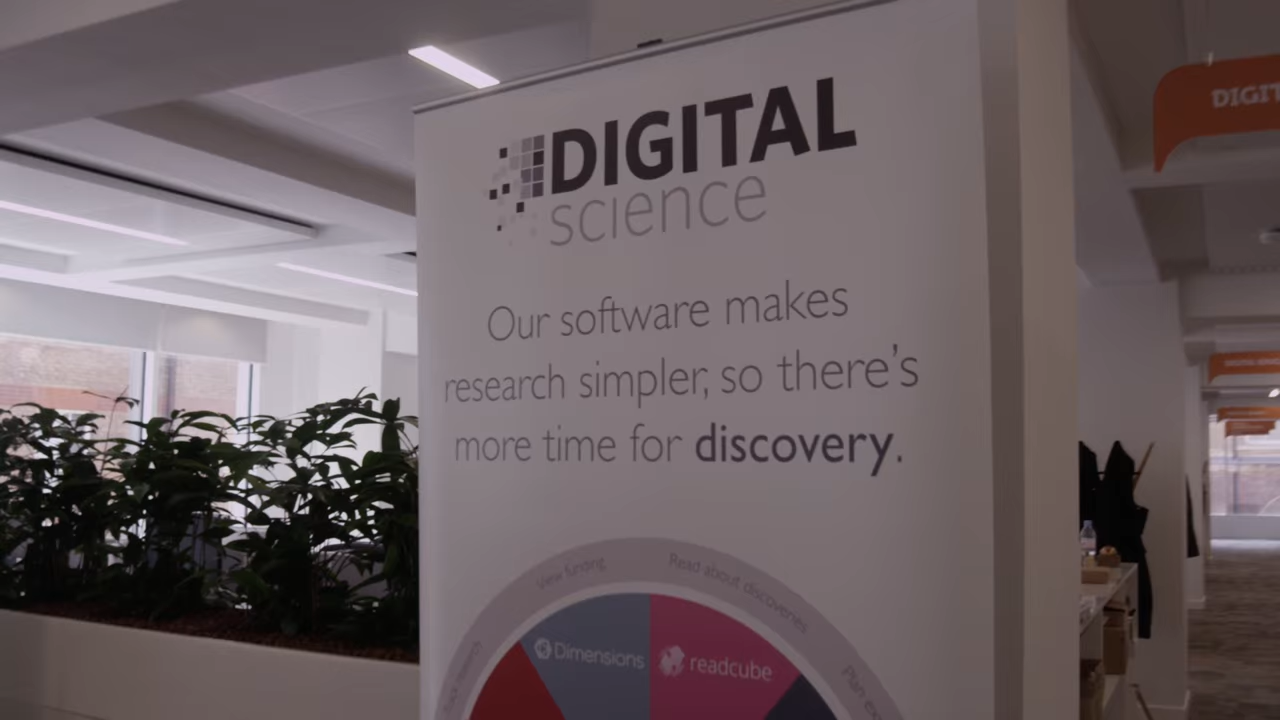 DIGITAL
science
Our software makes
research simpler, so there's
more time for discovery.
View funding
Read about discoveries
Dimensions
readcube
DIGIT